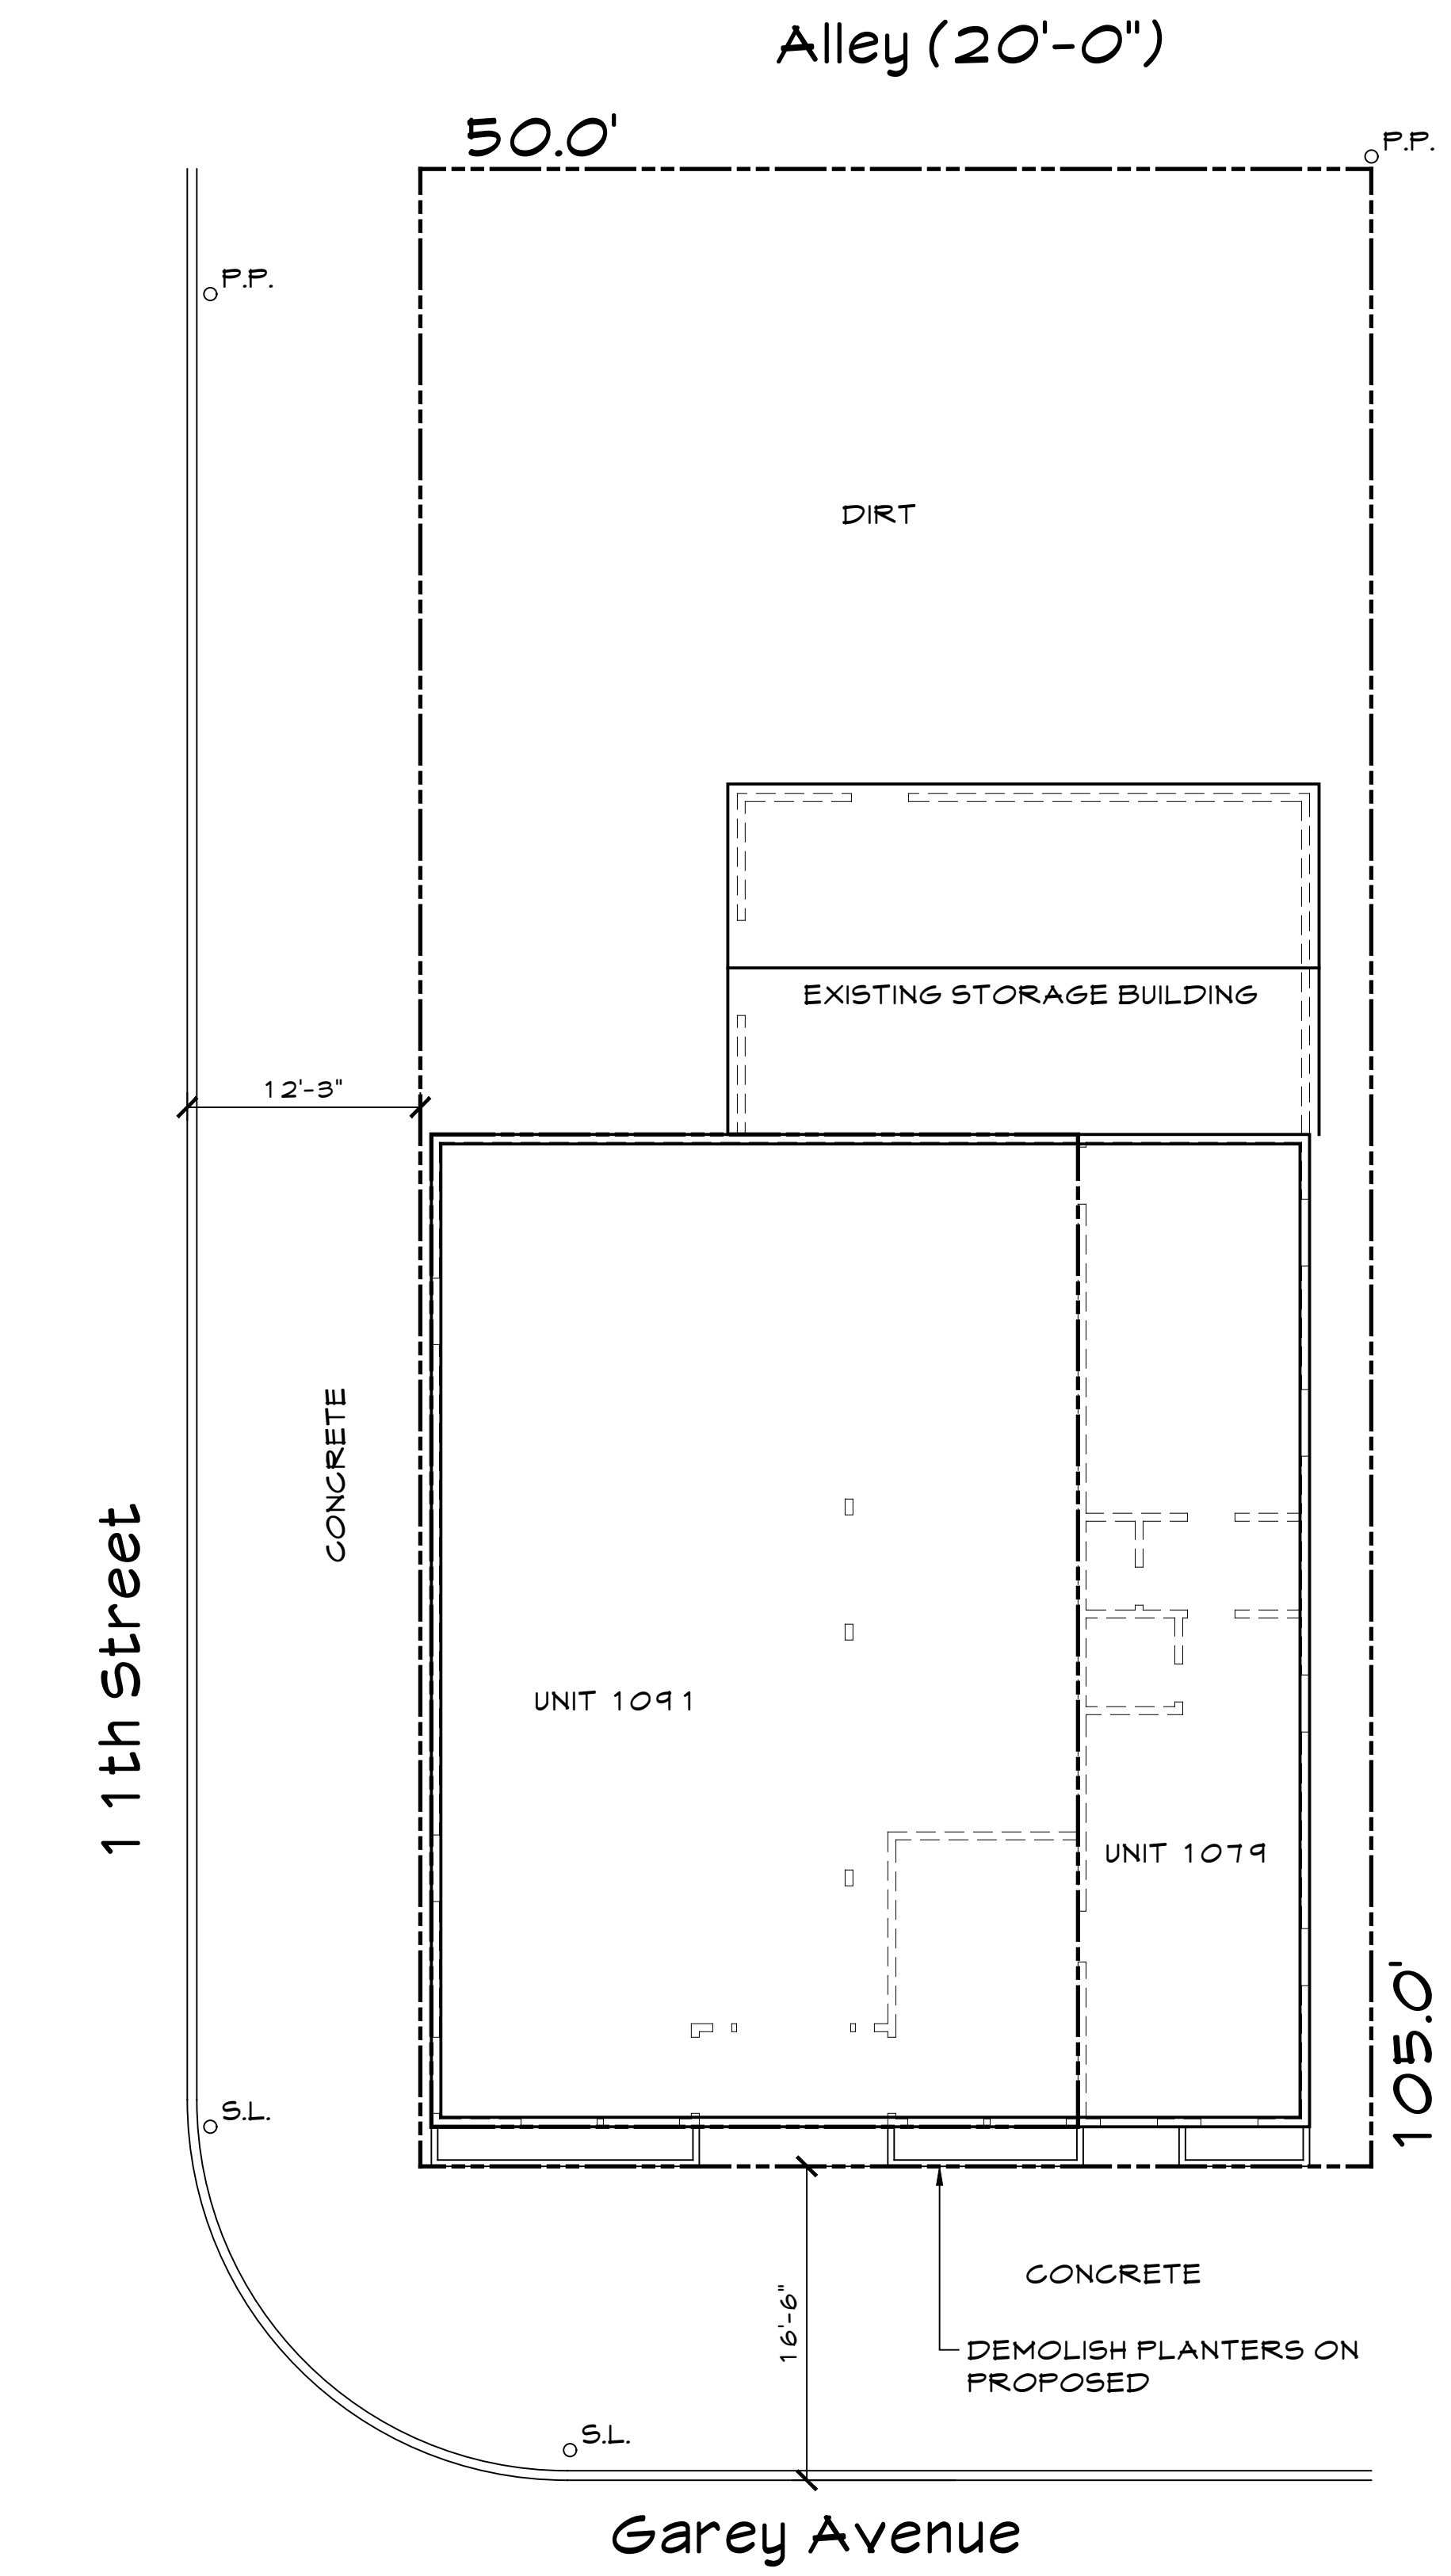 Alley (20'-0")
50.0'
P.P.
P.P.
DIRT
EXISTING STORAGE BUILDING
12'-3"
CONCRETE
11th Street
UNIT 1091
UNIT 1079
105.0'
S.L.
CONCRETE
16'-6"
DEMOLISH PLANTERS ON
PROPOSED
S.L.
Garey Avenue